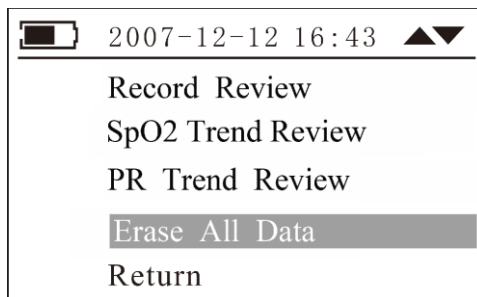 2007-12-12 16:43
Record Review
SpO2 Trend Review
PR Trend Review
Erase All Data
Return